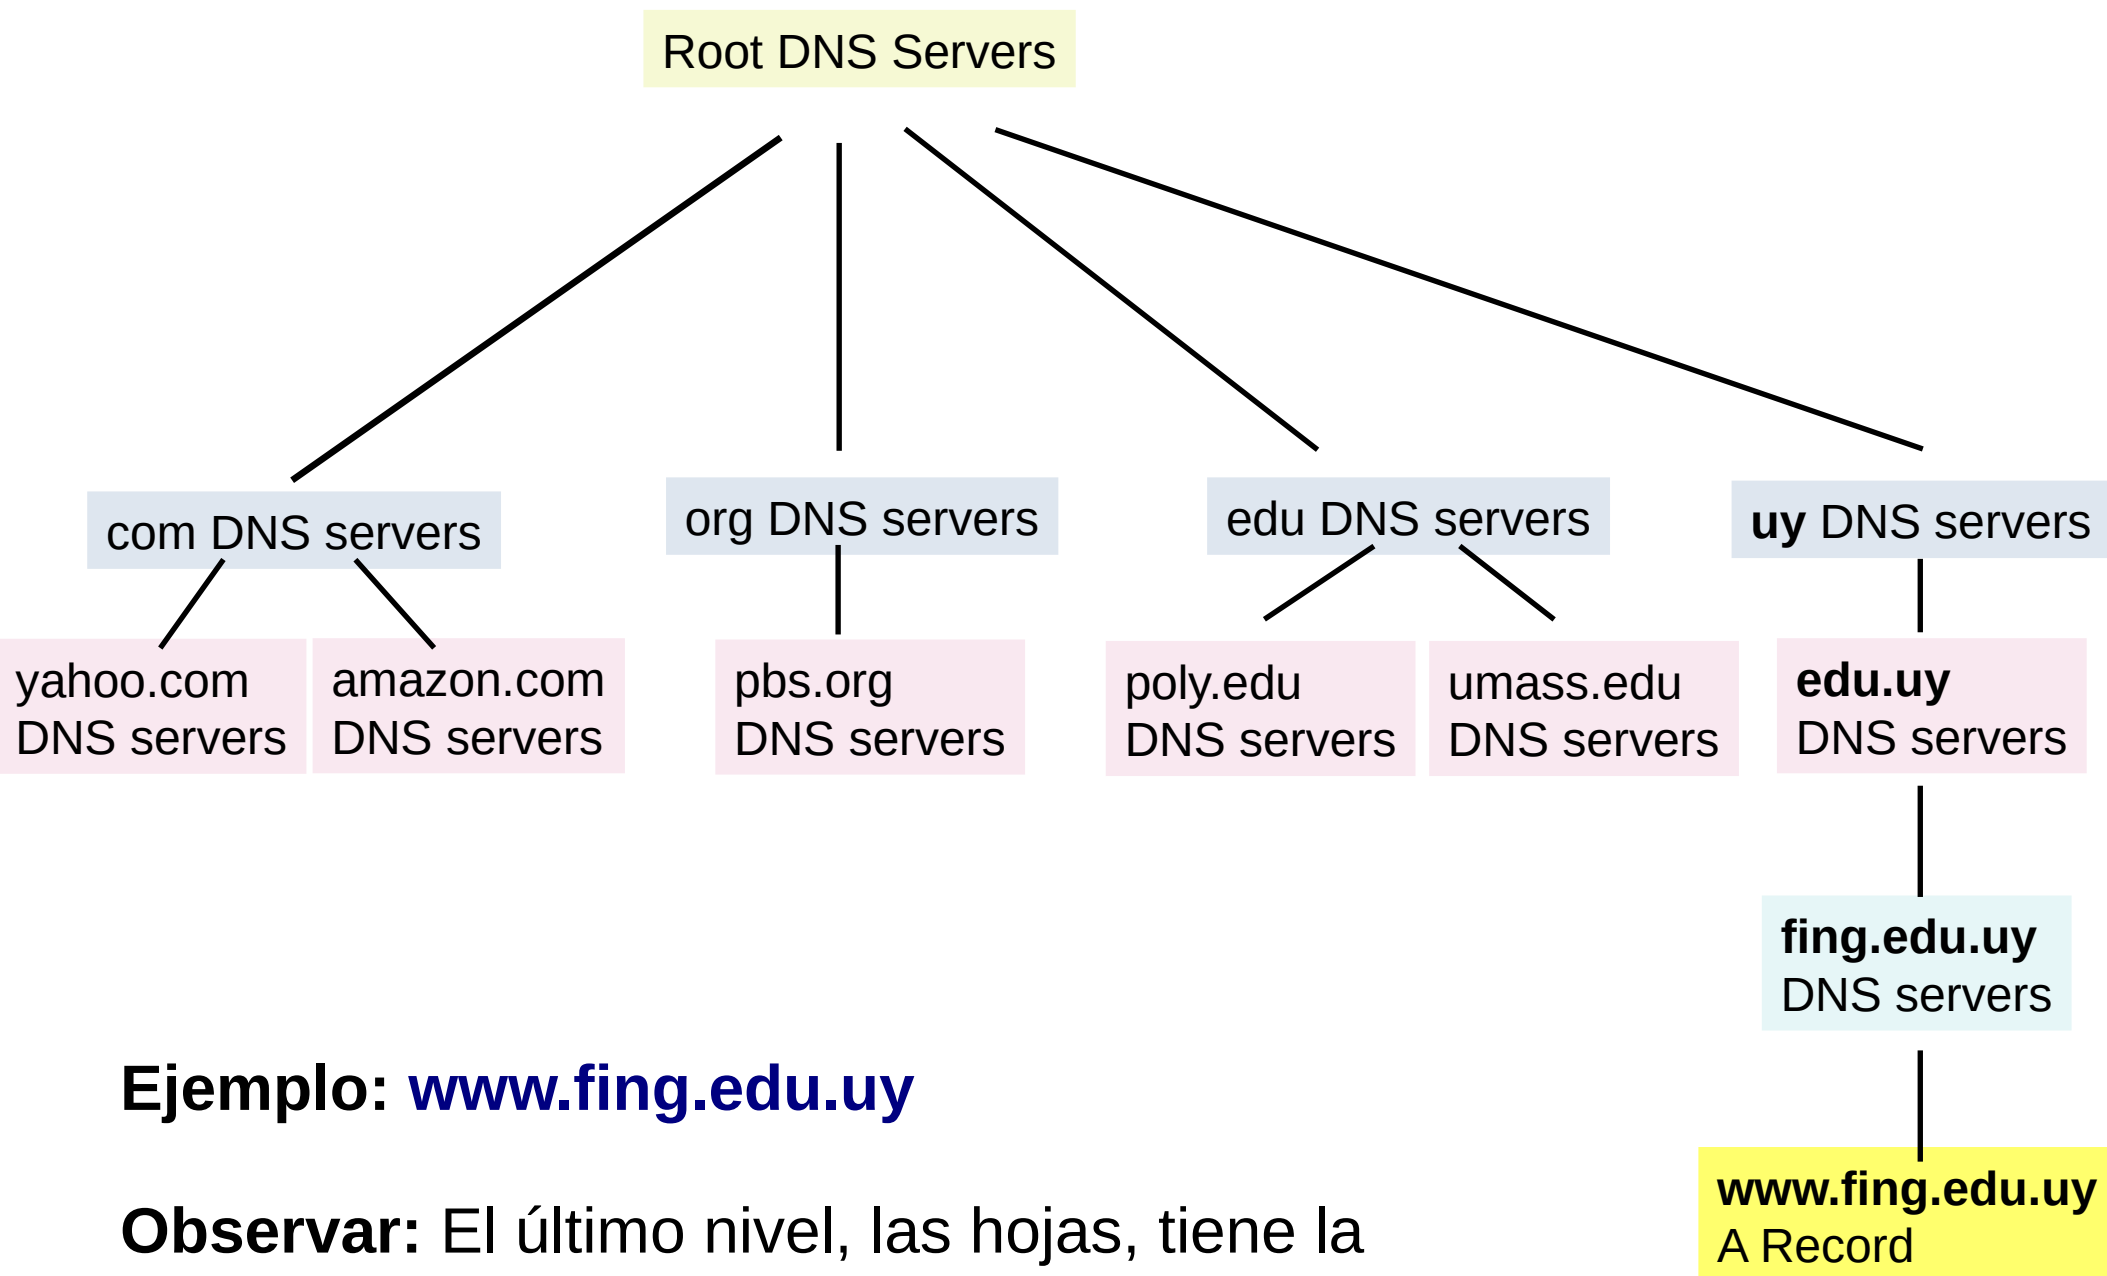 Root DNS Servers
com DNS servers
org DNS servers
edu DNS servers
uy DNS servers
yahoo.com
DNS servers
amazon.com
DNS servers
pbs.org
DNS servers
poly.edu
DNS servers
umass.edu
DNS servers
edu.uy
DNS servers
fing.edu.uy
DNS servers
www.fing.edu.uy
A Record
Ejemplo: www.fing.edu.uy
Observar: El último nivel, las hojas, tiene la